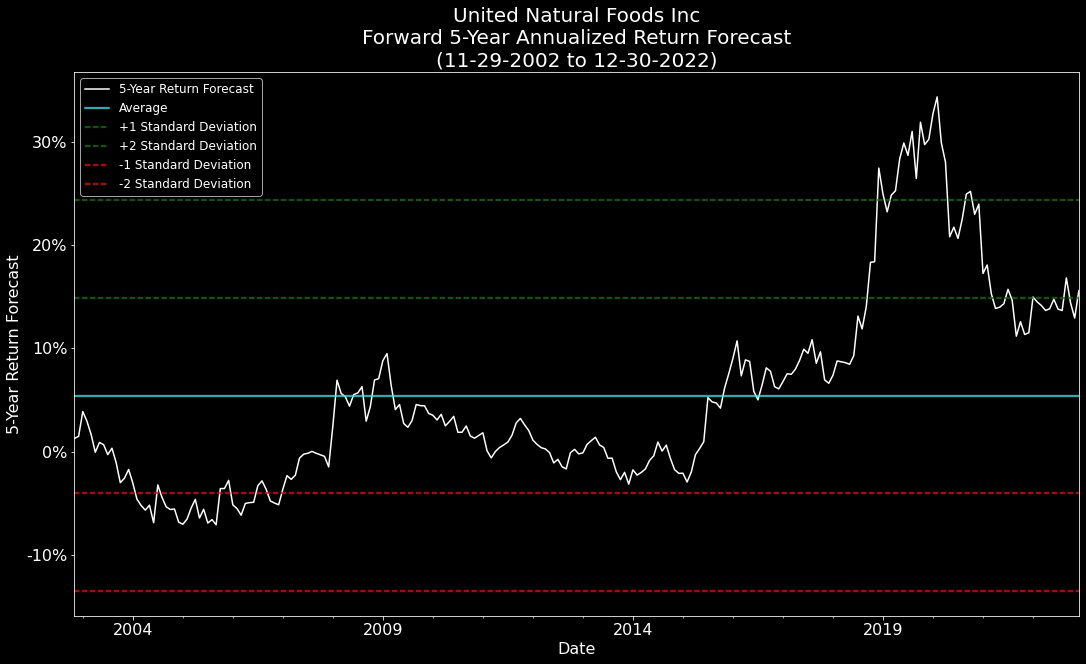 United Natural Foods Inc
Forward 5-Year Annualized Return Forecast
(11-29-2002 to 12-30-2022)
5-Year Return Forecast
Average
+1 Standard Deviation
+2 Standard Deviation
-1 Standard Deviation
-2 Standard Deviation
30%
20%
10%
0%
-10%
5-Year Return Forecast
2004
2009
2014
2019
Date